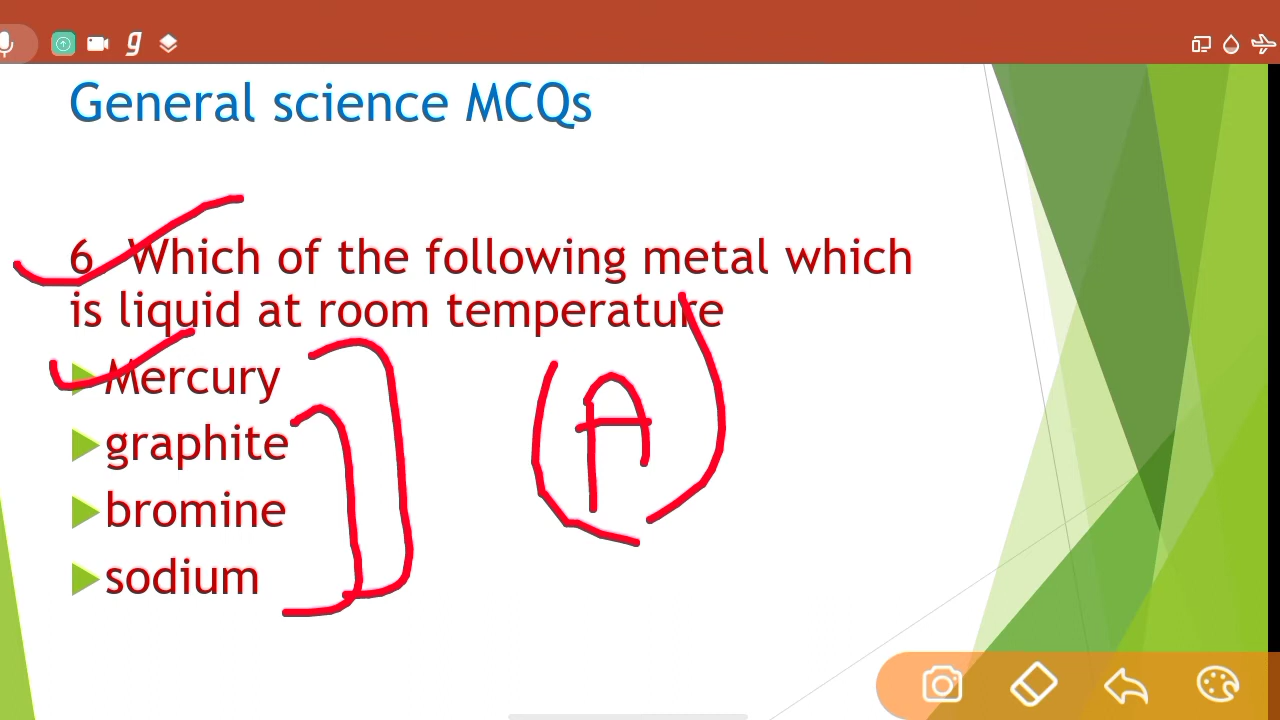 General science MCQs
6 Which of the following metal which
is liquid at room temperature
Mercury
graphite
bromine
sodium
A